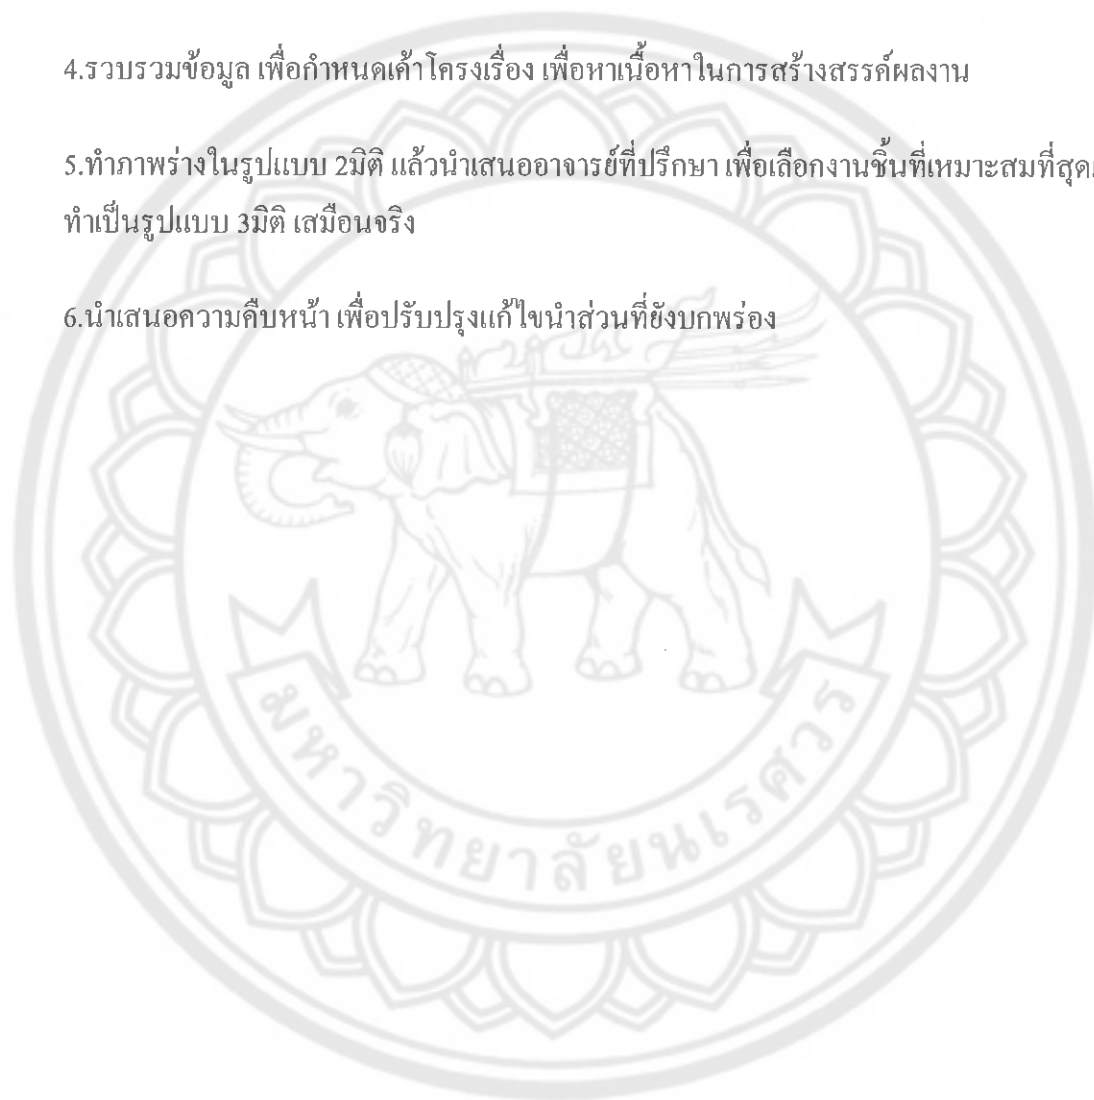 4.รวบรวมข้อมูล เพื่อกำหนดเค้าโครงเรื่อง เพื่อหาเนื้อหาในการสร้างสรรค์ผลงาน
5.ทำภาพร่างในรูปแบบ 2มิติ แล้วนำเสนออาจารย์ที่ปรึกษา เพื่อเลือกงานชิ้นที่เหมาะสมที่สุด
ทำเป็นรูปแบบ 3มิติ เสมือนจริง
6.นำเสนอความคืบหน้า เพื่อปรับปรุงแก้ไขนำส่วนที่ยังบกพร่อง
มหาวิทยาลัยนเรศวร